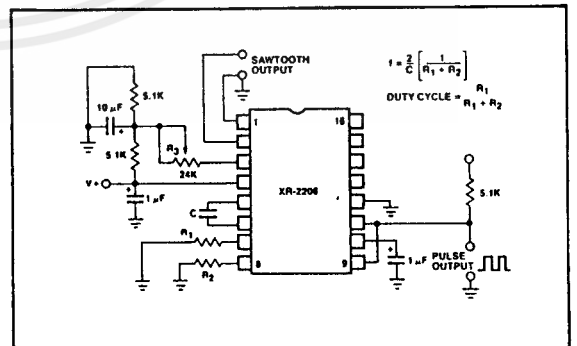 SAWTOOTH
OUTPUT
f = 2/C [ 1 / R1 + R2 ]
DUTY CYCLE = R1 / R1 + R2
5.1K
10 μF
+
R3
5.1K
24K
V+
+
1 μF
C
R1
R2
1
16
XR-2206
8
9
5.1K
+
1 μF
PULSE
OUTPUT